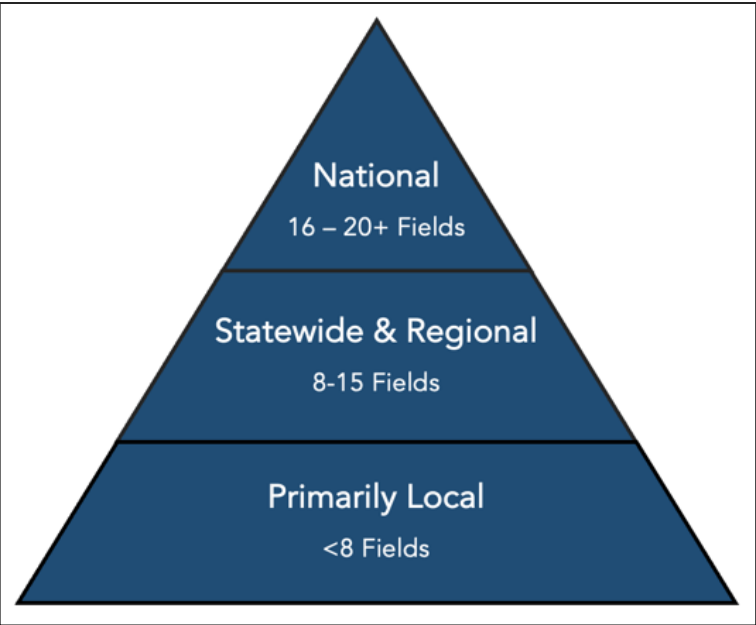 National
16 – 20+ Fields
Statewide & Regional
8-15 Fields
Primarily Local
<8 Fields